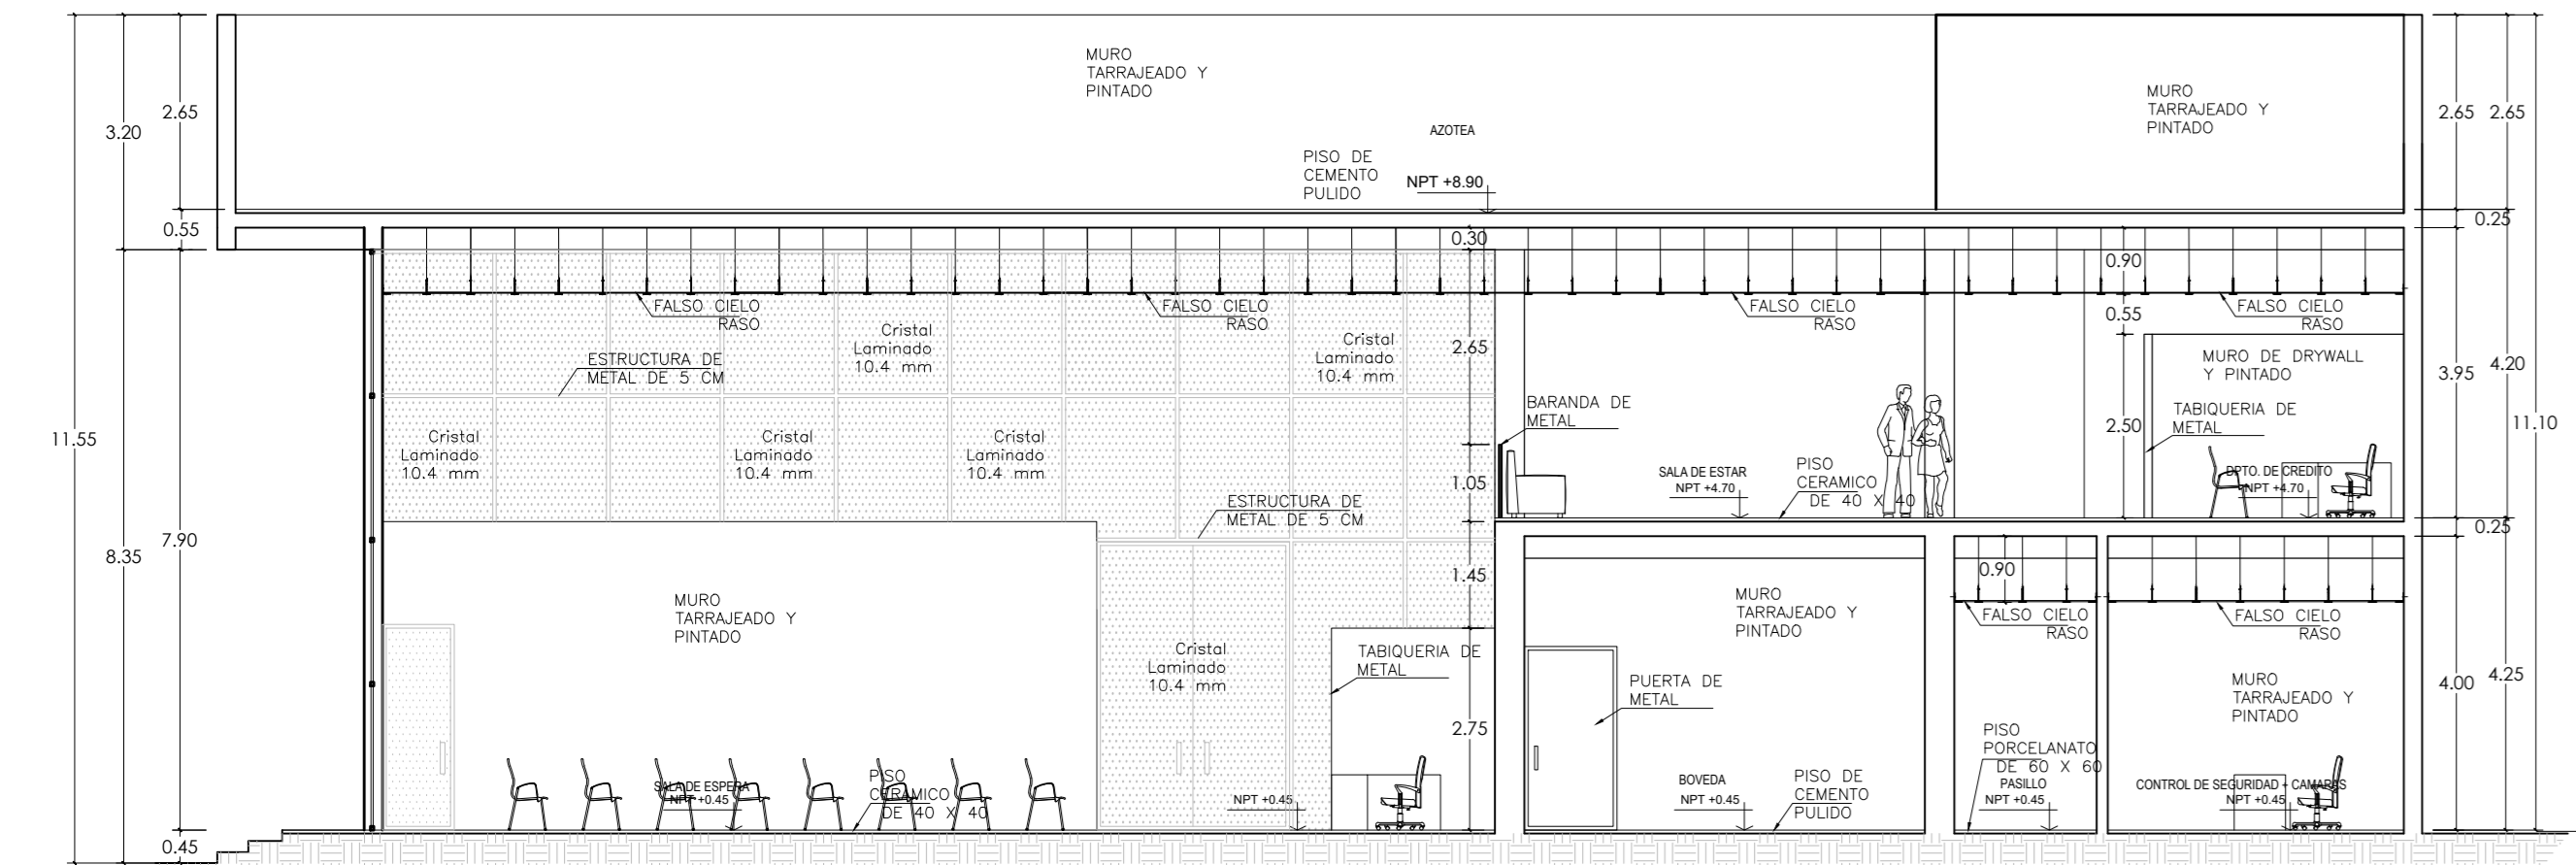 MURO
TARRAJEADO Y
PINTADO
MURO
TARRAJEADO Y
PINTADO
AZOTEA
PISO DE
CEMENTO
PULIDO
NPT +8.90
2.65
3.20
0.55
11.55
8.35
7.90
0.45
2.65
2.65
0.25
3.95
4.20
11.10
0.25
4.00
4.25
0.30
2.65
1.05
1.45
2.75
0.90
0.55
2.50
0.90
FALSO CIELO
RASO
FALSO CIELO
RASO
FALSO CIELO
RASO
FALSO CIELO
RASO
Cristal
Laminado
10.4 mm
Cristal
Laminado
10.4 mm
ESTRUCTURA DE
METAL DE 5 CM
MURO DE DRYWALL
Y PINTADO
TABIQUERIA DE
METAL
BARANDA DE
METAL
Cristal
Laminado
10.4 mm
Cristal
Laminado
10.4 mm
Cristal
Laminado
10.4 mm
SALA DE ESTAR
NPT +4.70
PISO
CERAMICO
DE 40 X 40
DPTO. DE CREDITO
NPT +4.70
ESTRUCTURA DE
METAL DE 5 CM
MURO
TARRAJEADO Y
PINTADO
MURO
TARRAJEADO Y
PINTADO
FALSO CIELO
RASO
FALSO CIELO
RASO
Cristal
Laminado
10.4 mm
TABIQUERIA DE
METAL
PUERTA DE
METAL
MURO
TARRAJEADO Y
PINTADO
SALA DE ESPERA
NPT +0.45
PISO
CERAMICO
DE 40 X 40
NPT +0.45
BOVEDA
NPT +0.45
PISO DE
CEMENTO
PULIDO
PISO
PORCELANATO
DE 60 X 60
PASILLO
NPT +0.45
CONTROL DE SEGURIDAD + CAMARAS
NPT +0.45